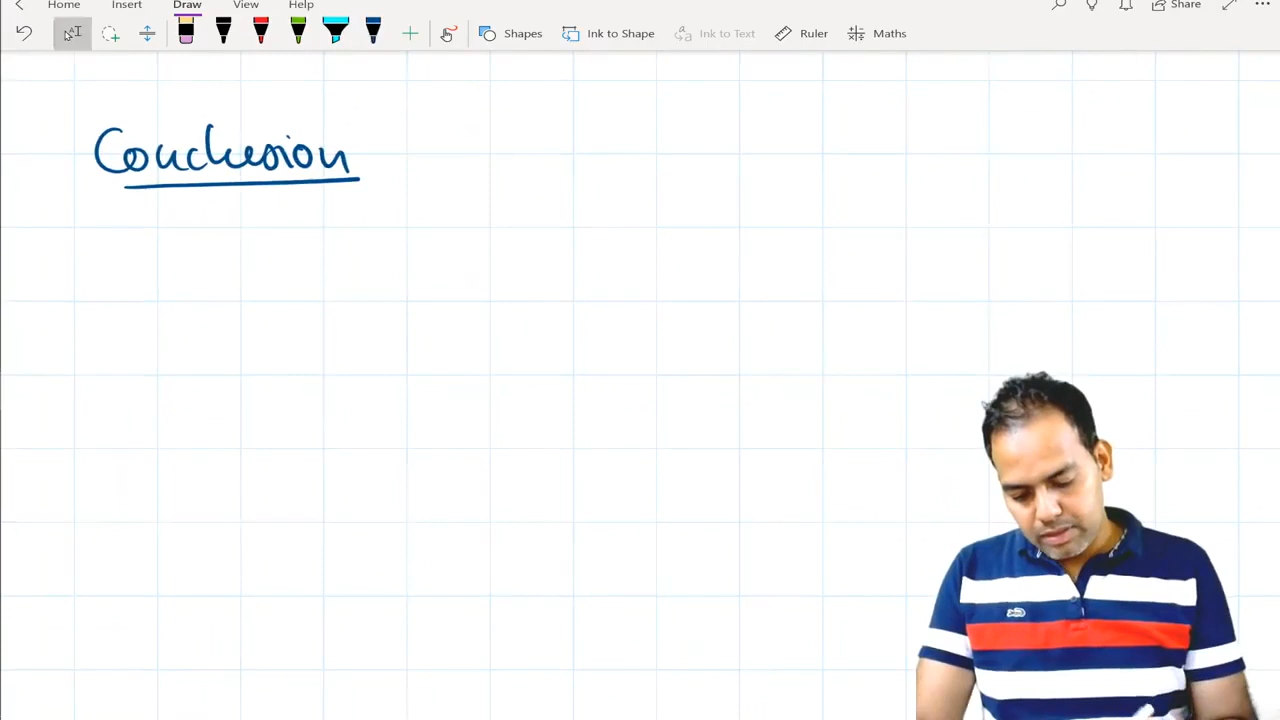 Home Insert Draw View Help Share
Shapes Ink to Shape Ink to Text Ruler Maths
Conclusion